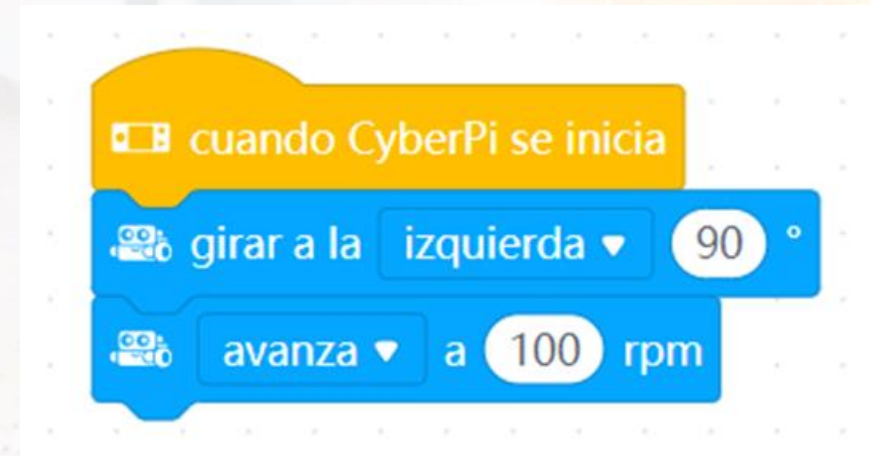 cuando CyberPi se inicia
girar a la izquierda 90 °
avanza a 100 rpm